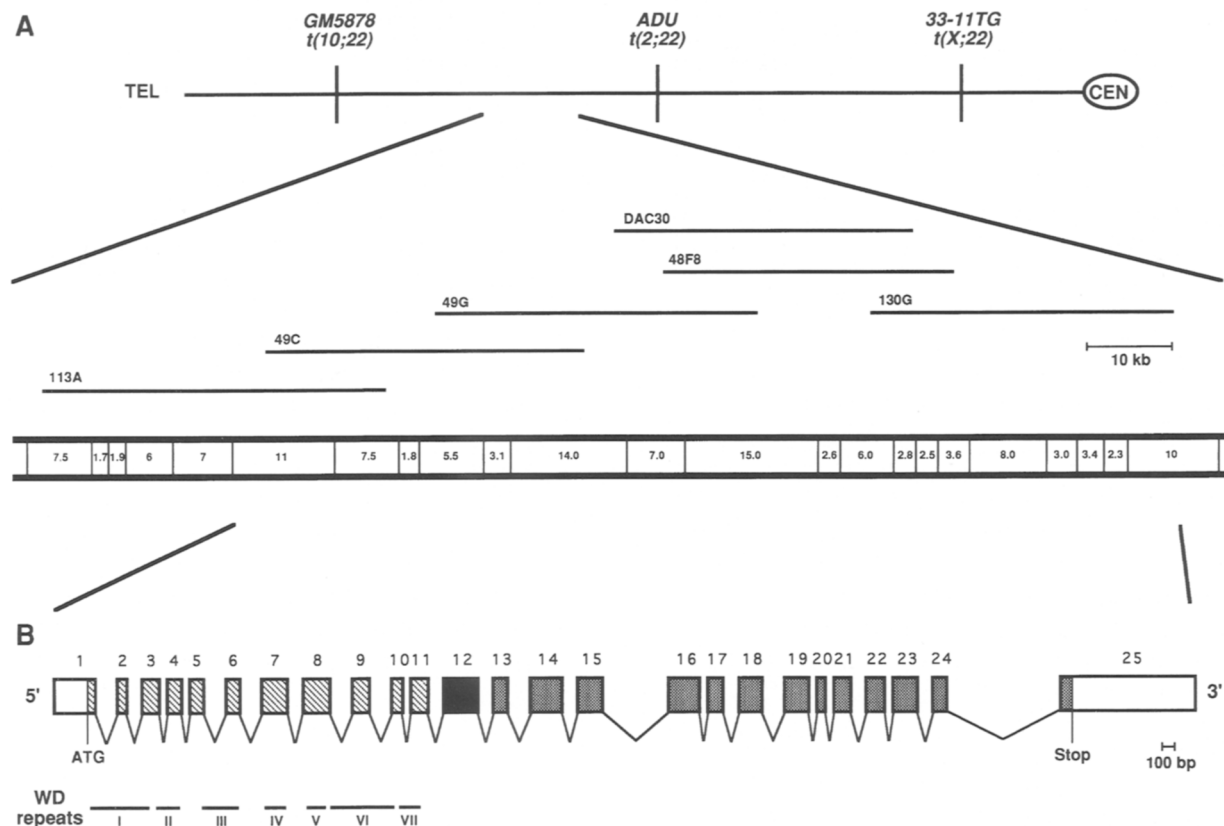 A
GM5878 ADU 33-11TG
t(10;22) t(2;22) t(X;22)
TEL CEN
DAC30
48F8
49G 130G
49C
10 kb
113A
7.5 1.7 1.9 6 7 11 7.5 1.8 5.5 3.1 14.0 7.0 15.0 2.6 6.0 2.8 2.5 3.6 8.0 3.0 3.4 2.3 10
B
1 2 3 4 5 6 7 8 9 10 11 12 13 14 15 16 17 18 19 20 21 22 23 24 25
5' 3'
ATG Stop 100 bp
WD
repeats I II III IV V VI VII